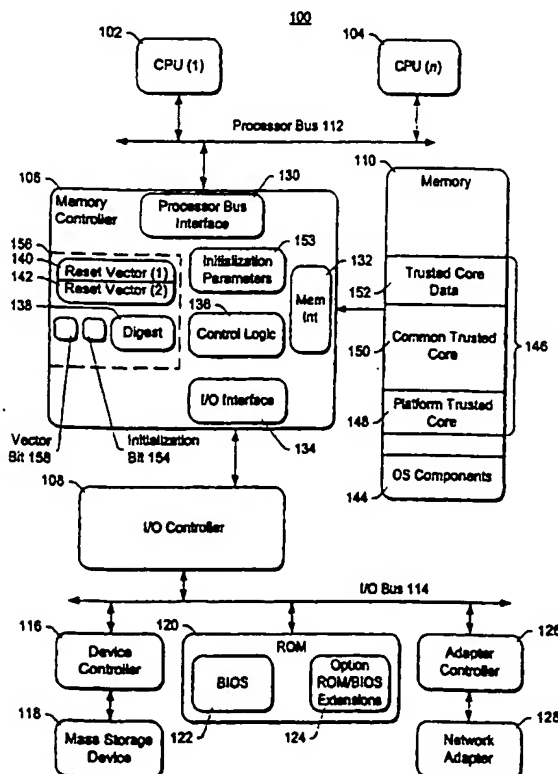 100
102
104
CPU (1)
CPU (n)
Processor Bus 112
106
130
110
Memory Controller
Processor Bus Interface
Memory
156
153
132
140
Reset Vector (1)
Initialization Parameters
142
Reset Vector (2)
Mem Int
138
136
Digest
Control Logic
152
Trusted Core Data
150
Common Trusted Core
146
148
Platform Trusted Core
I/O Interface
134
Vector Bit 158
Initialization Bit 154
144
OS Components
108
I/O Controller
I/O Bus 114
116
Device Controller
120
ROM
BIOS
122
Option ROM/BIOS Extensions
124
126
Adapter Controller
118
Mass Storage Device
128
Network Adapter